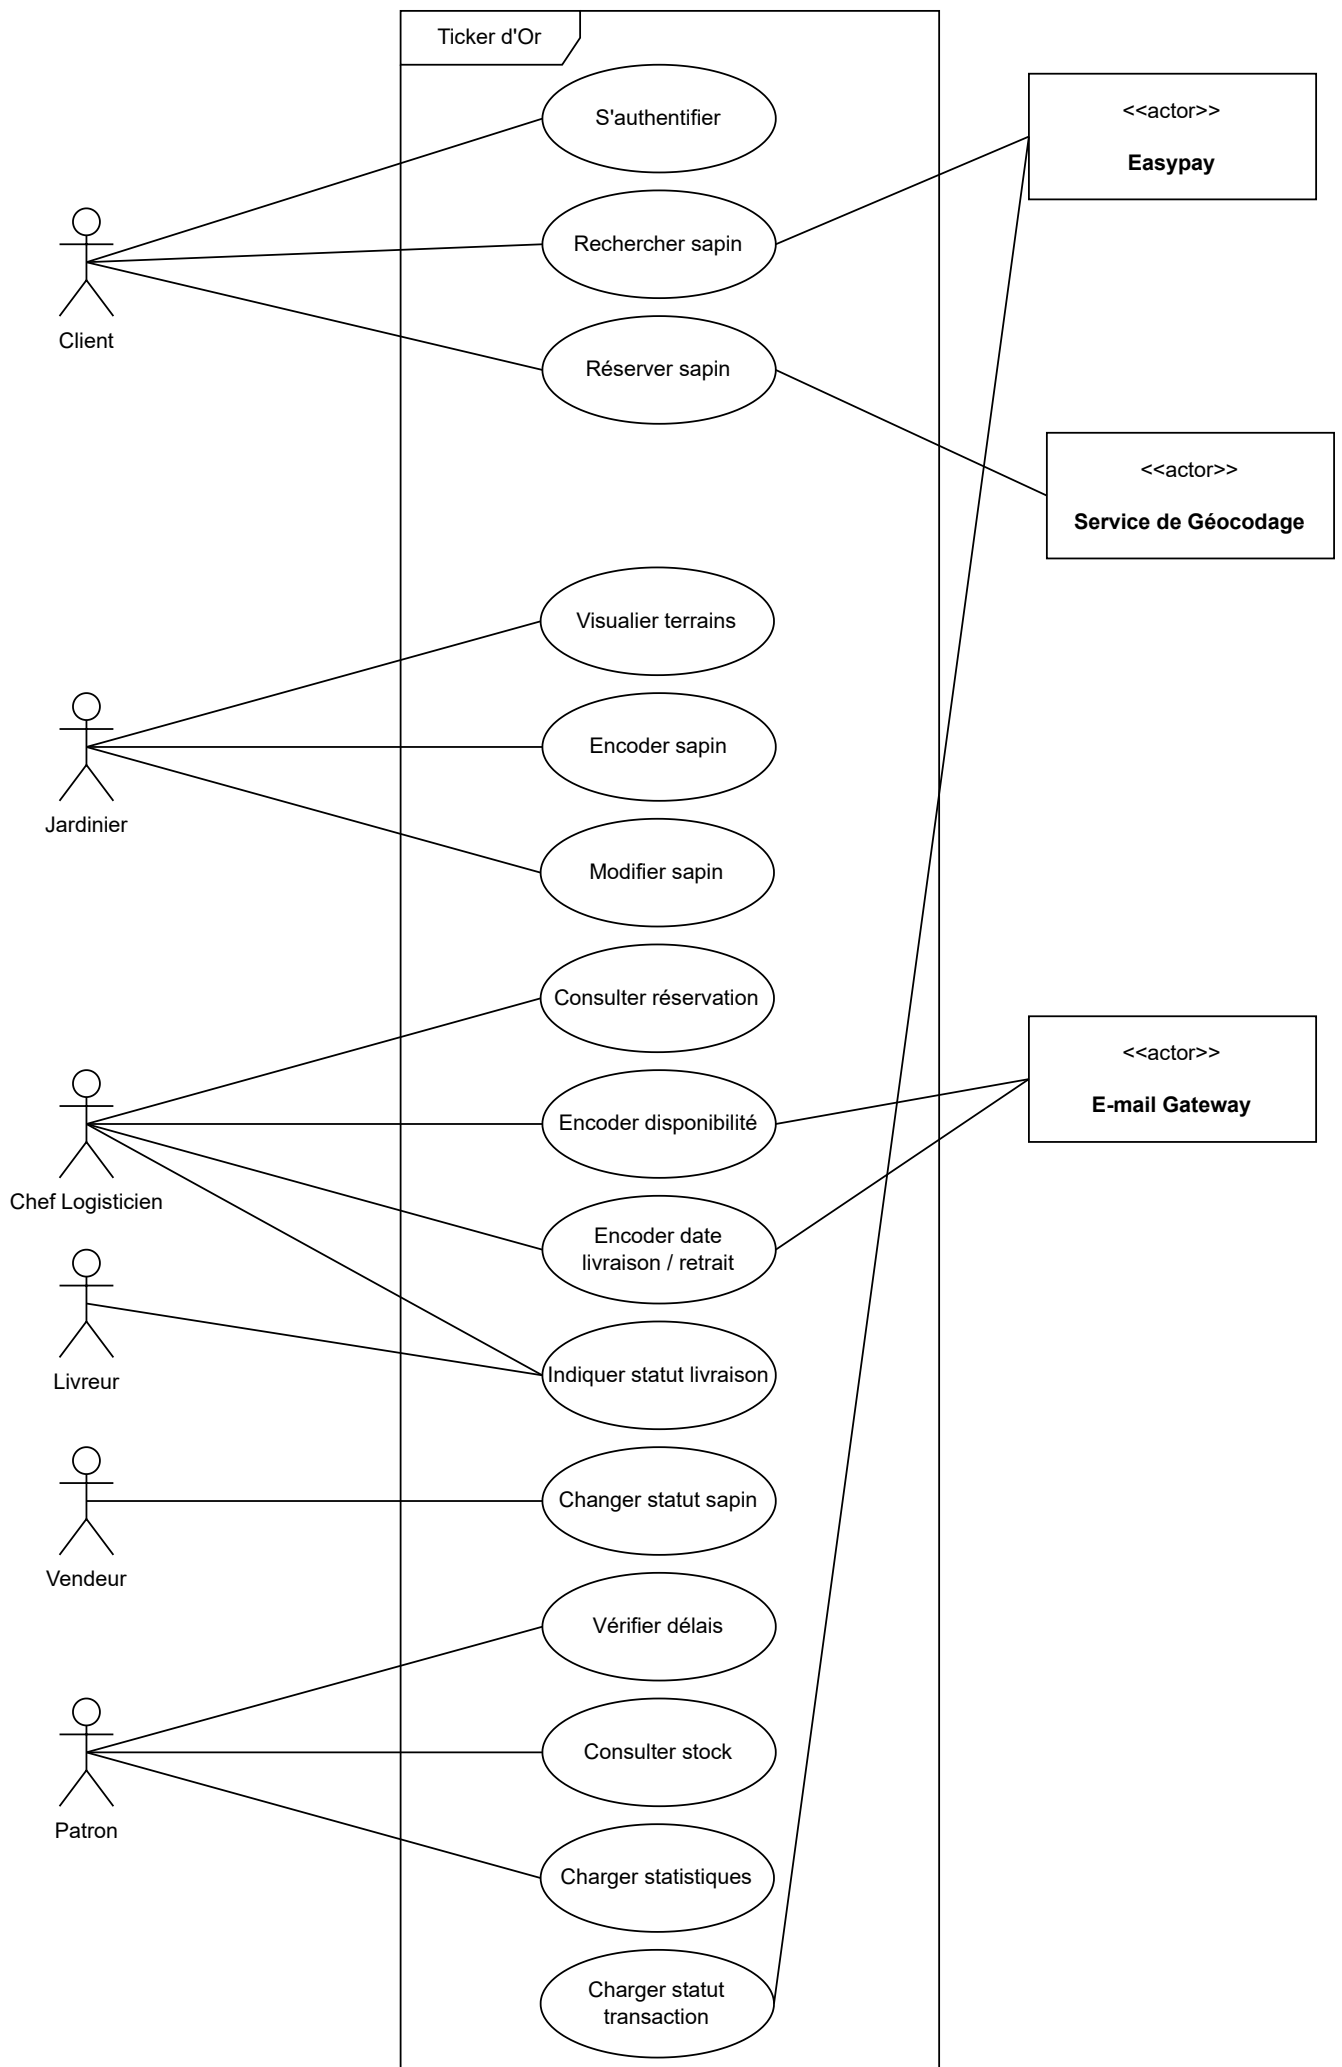 Ticker d'Or
S'authentifier
<<actor>>
Easypay
Rechercher sapin
Client
Réserver sapin
<<actor>>
Service de Géocodage
Visualier terrains
Encoder sapin
Jardinier
Modifier sapin
Consulter réservation
<<actor>>
E-mail Gateway
Encoder disponibilité
Chef Logisticien
Encoder date
livraison / retrait
Livreur
Indiquer statut livraison
Changer statut sapin
Vendeur
Vérifier délais
Consulter stock
Patron
Charger statistiques
Charger statut
transaction